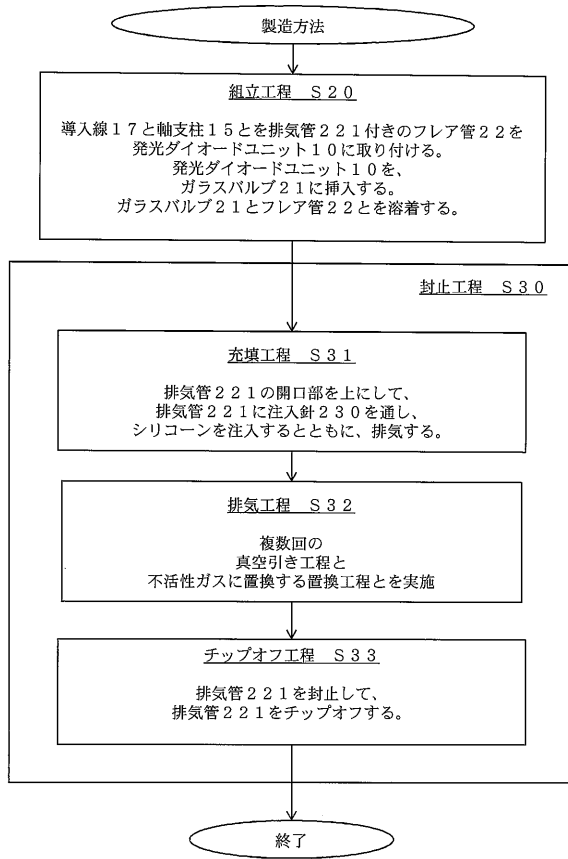 製造方法
組立工程　S20
導入線17と軸支柱15とを排気管221付きのフレア管22を
発光ダイオードユニット10に取り付ける。
発光ダイオードユニット10を、
ガラスバルブ21に挿入する。
ガラスバルブ21とフレア管22とを溶着する。
封止工程　S30
充填工程　S31
排気管221の開口部を上にして、
排気管221に注入針230を通し、
シリコーンを注入するとともに、排気する。
排気工程　S32
複数回の
真空引き工程と
不活性ガスに置換する置換工程とを実施
チップオフ工程　S33
排気管221を封止して、
排気管221をチップオフする。
終了